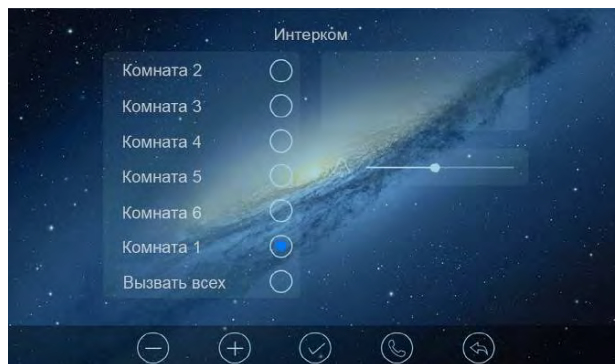 Интерком
Комната 2
Комната 3
Комната 4
Комната 5
Комната 6
Комната 1
Вызвать всех